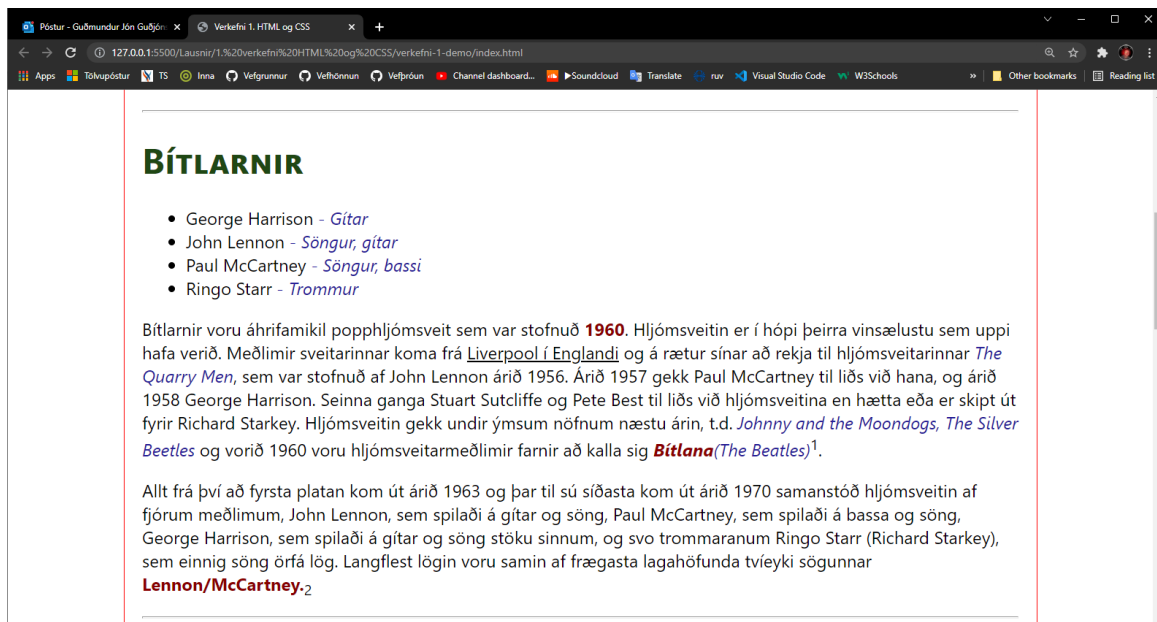 Póstur - Guðmundur Jón Guðjóns
Verkefni 1. HTML og CSS
127.0.0.1:5500/Lausnir/1.%20verkefni%20HTML%20og%20CSS/verkefni-1-demo/index.html
Apps Tölvupóstur TS Inna Vefgrunnur Vefhönnun Vefþróun Channel dashboard... ▶Soundcloud Translate ruv Visual Studio Code W3Schools » Other bookmarks Reading list
Bítlarnir
• George Harrison - Gítar
• John Lennon - Söngur, gítar
• Paul McCartney - Söngur, bassi
• Ringo Starr - Trommur
Bítlarnir voru áhrifamikil popphljómsveit sem var stofnuð 1960. Hljómsveitin er í hópi þeirra vinsælustu sem uppi
hafa verið. Meðlimir sveitarinnar koma frá Liverpool í Englandi og á rætur sínar að rekja til hljómsveitarinnar The
Quarry Men, sem var stofnuð af John Lennon árið 1956. Árið 1957 gekk Paul McCartney til liðs við hana, og árið
1958 George Harrison. Seinna ganga Stuart Sutcliffe og Pete Best til liðs við hljómsveitina en hætta eða er skipt út
fyrir Richard Starkey. Hljómsveitin gekk undir ýmsum nöfnum næstu árin, t.d. Johnny and the Moondogs, The Silver
Beetles og vorið 1960 voru hljómsveitarmeðlimir farnir að kalla sig Bítlana(The Beatles)¹.
Allt frá því að fyrsta platan kom út árið 1963 og þar til sú síðasta kom út árið 1970 samanstóð hljómsveitin af
fjórum meðlimum, John Lennon, sem spilaði á gítar og söng, Paul McCartney, sem spilaði á bassa og söng,
George Harrison, sem spilaði á gítar og söng stöku sinnum, og svo trommaranum Ringo Starr (Richard Starkey),
sem einnig söng örfá lög. Langflest lögin voru samin af frægasta lagahöfunda tvíeyki sögunnar
Lennon/McCartney.₂